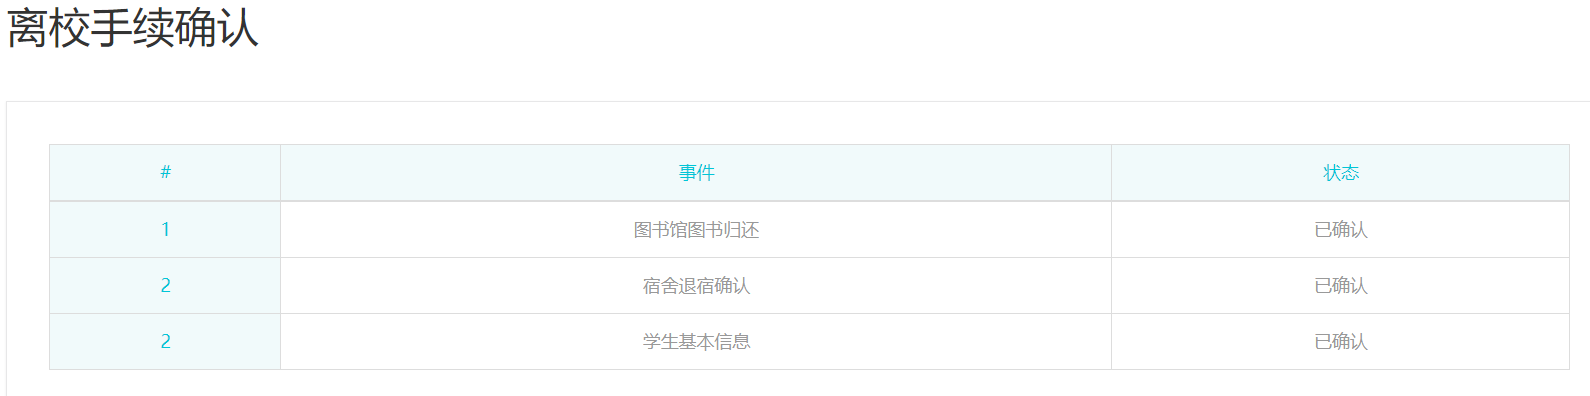 离校手续确认
# 事件 状态
1 图书馆图书归还 已确认
2 宿舍退宿确认 已确认
2 学生基本信息 已确认